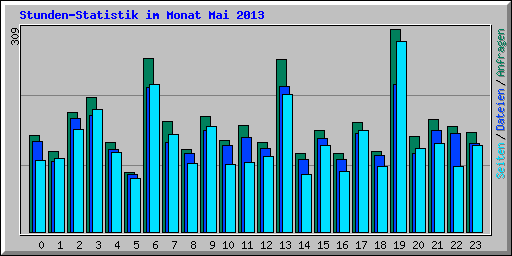 Stunden-Statistik im Monat Mai 2013
309
Seiten/Dateien/Anfragen
0 1 2 3 4 5 6 7 8 9 10 11 12 13 14 15 16 17 18 19 20 21 22 23